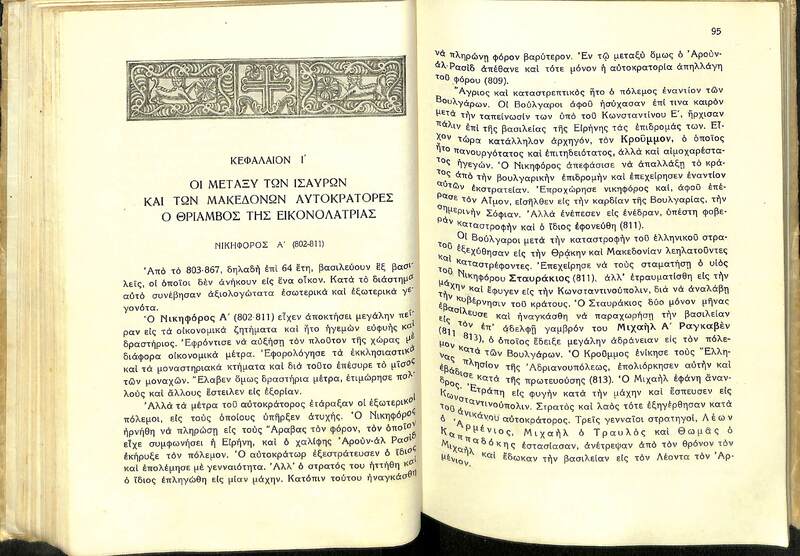 ΚΕΦΑΛΑΙΟΝ Ι΄
ΟΙ ΜΕΤΑΞΥ ΤΩΝ ΙΣΑΥΡΩΝ
ΚΑΙ ΤΩΝ ΜΑΚΕΔΟΝΩΝ ΑΥΤΟΚΡΑΤΟΡΕΣ
Ο ΘΡΙΑΜΒΟΣ ΤΗΣ ΕΙΚΟΝΟΛΑΤΡΙΑΣ
ΝΙΚΗΦΟΡΟΣ Α΄ (802-811)
Ἀπὸ τὸ 803-867, δηλαδὴ ἐπὶ 64 ἔτη, βασιλεύουν ἓξ βασι-
λεῖς, οἱ ὁποῖοι δὲν ἀνήκουν εἰς ἕνα οἶκον. Κατὰ τὸ διάστημα
αὐτὸ συνέβησαν ἀξιολογώτατα ἐσωτερικὰ καὶ ἐξωτερικὰ γε-
γονότα.
Ὁ Νικηφόρος Α΄ (802-811) εἶχεν ἀποκτήσει μεγάλην πεῖ-
ραν εἰς τὰ οἰκονομικὰ ζητήματα καὶ ἦτο ἡγεμὼν εὐφυὴς καὶ
δραστήριος. Ἐφρόντισε νὰ αὐξήσῃ τὸν πλοῦτον τῆς χώρας μὲ
διάφορα οἰκονομικὰ μέτρα. Ἐφορολόγησε τὰ ἐκκλησιαστικὰ
καὶ τὰ μοναστηριακὰ κτήματα καὶ διὰ τοῦτο ἐπέσυρε τὸ μῖσος
τῶν μοναχῶν. Ἔλαβεν ὅμως δραστήρια μέτρα, ἐτιμώρησε πολ-
λοὺς καὶ ἄλλους ἔστειλεν εἰς ἐξορίαν.
Ἀλλὰ τὰ μέτρα τοῦ αὐτοκράτορος ἐτάραξαν οἱ ἐξωτερικοὶ
πόλεμοι, εἰς τοὺς ὁποίους ὑπῆρξεν ἀτυχής. Ὁ Νικηφόρος
ἠρνήθη νὰ πληρώσῃ εἰς τοὺς Ἄραβας τὸν φόρον, τὸν ὁποῖον
εἶχε συμφωνήσει ἡ Εἰρήνη, καὶ ὁ χαλίφης Ἀρούν-ἀλ Ρασίδ
ἐκήρυξε τὸν πόλεμον. Ὁ αὐτοκράτωρ ἐξεστράτευσεν ὁ ἴδιος
καὶ ἐπολέμησε μὲ γενναιότητα. Ἀλλ᾽ ὁ στρατός του ἡττήθη καὶ
ὁ ἴδιος ἐπληγώθη εἰς μίαν μάχην. Κατόπιν τούτου ἠναγκάσθη
95
νὰ πληρώνῃ φόρον βαρύτερον. Ἐν τῷ μεταξὺ ὅμως ὁ Ἀρούν-
ἀλ-Ρασίδ ἀπέθανε καὶ τότε μόνον ἡ αὐτοκρατορία ἀπηλλάγη
τοῦ φόρου (809).
Ἄγριος καὶ καταστρεπτικὸς ἦτο ὁ πόλεμος ἐναντίον τῶν
Βουλγάρων. Οἱ Βούλγαροι ἀφοῦ ἡσύχασαν ἐπί τινα καιρὸν
μετὰ τὴν ταπείνωσίν των ὑπὸ τοῦ Κωνσταντίνου Ε΄, ἤρχισαν
πάλιν ἐπὶ τῆς βασιλείας τῆς Εἰρήνης τὰς ἐπιδρομάς των. Εἶ-
χον τώρα κατάλληλον ἀρχηγόν, τὸν Κροῦμμον, ὁ ὁποῖος
ἦτο πανουργότατος καὶ ἐπιτηδειότατος, ἀλλὰ καὶ αἱμοχαρέστα-
τος ἡγεγών. Ὁ Νικηφόρος ἀπεφάσισε νὰ ἀπαλλάξῃ τὸ κρά-
τος ἀπὸ τὴν βουλγαρικὴν ἐπιδρομὴν καὶ ἐπεχείρησεν ἐναντίον
αὐτῶν ἐκστρατείαν. Ἐπροχώρησε νικηφόρος καί, ἀφοῦ ἐπέ-
ρασε τὸν Αἷμον, εἰσῆλθεν εἰς τὴν καρδίαν τῆς Βουλγαρίας, τὴν
σημερινὴν Σόφιαν. Ἀλλὰ ἐνέπεσεν εἰς ἐνέδραν, ὑπέστη φοβε-
ρὰν καταστροφὴν καὶ ὁ ἴδιος ἐφονεύθη (811).
Οἱ Βούλγαροι μετὰ τὴν καταστροφὴν τοῦ ἑλληνικοῦ στρα-
τοῦ ἐξεχύθησαν εἰς τὴν Θρᾴκην καὶ Μακεδονίαν λεηλατοῦντες
καὶ καταστρέφοντες. Ἐπεχείρησε νὰ τοὺς σταματήσῃ ὁ υἱὸς
τοῦ Νικηφόρου Σταυράκιος (811), ἀλλ᾽ ἐτραυματίσθη εἰς τὴν
μάχην καὶ ἔφυγεν εἰς τὴν Κωνσταντινούπολιν, διὰ νὰ ἀναλάβῃ
τὴν κυβέρνησιν τοῦ κράτους. Ὁ Σταυράκιος δύο μόνον μῆνας
ἐβασίλευσε καὶ ἠναγκάσθη νὰ παραχωρήσῃ τὴν βασιλείαν
εἰς τὸν ἐπ᾽ ἀδελφῇ γαμβρόν του Μιχαὴλ Α΄ Ραγκαβὲν
(811 813), ὁ ὁποῖος ἔδειξε μεγάλην ἀδράνειαν εἰς τὸν πόλε-
μον κατὰ τῶν Βουλγάρων. Ὁ Κροῦμμος ἐνίκησε τοὺς Ἕλλη-
νας πλησίον τῆς Ἀδριανουπόλεως, ἐπολιόρκησεν αὐτὴν καὶ
ἐβάδισε κατὰ τῆς πρωτευούσης (813). Ὁ Μιχαὴλ ἐφάνη ἄναν-
δρος. Ἐτράπη εἰς φυγὴν κατὰ τὴν μάχην καὶ ἔσπευσεν εἰς
Κωνσταντινούπολιν. Στρατὸς καὶ λαὸς τότε ἐξηγέρθησαν κατὰ
τοῦ ἀνικάνου αὐτοκράτορος. Τρεῖς γενναῖοι στρατηγοί, Λέων
ὁ Ἀρμένιος, Μιχαὴλ ὁ Τραυλὸς καὶ Θωμᾶς ὁ
Καππαδόκης ἐστασίασαν, ἀνέτρεψαν ἀπὸ τὸν θρόνον τὸν
Μιχαὴλ καὶ ἔδωκαν τὴν βασιλείαν εἰς τὸν Λέοντα τὸν Ἀρ-
μένιον.